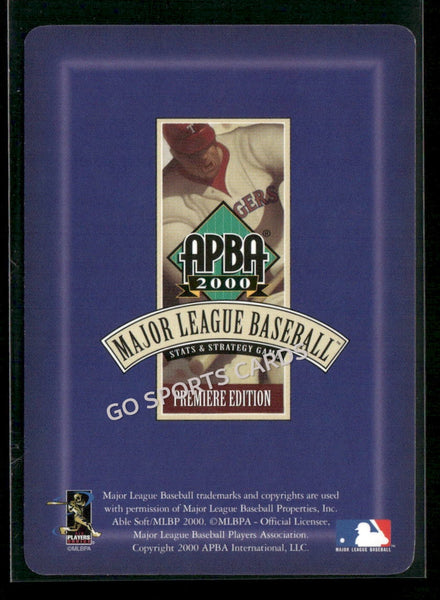 T
GERS
APBA®
2000
MAJOR LEAGUE BASEBALL™
STATS & STRATEGY GAME
GO SPORTS CARDS
PREMIERE EDITION
Major League Baseball trademarks and copyrights are used
with permission of Major League Baseball Properties, Inc.
Able Soft/MLBP 2000. ©MLBPA - Official Licensee,
Major League Baseball Players Association.
Copyright 2000 APBA International, LLC.
PLAYERS
CHOICE
©MLBPA
MAJOR LEAGUE BASEBALL